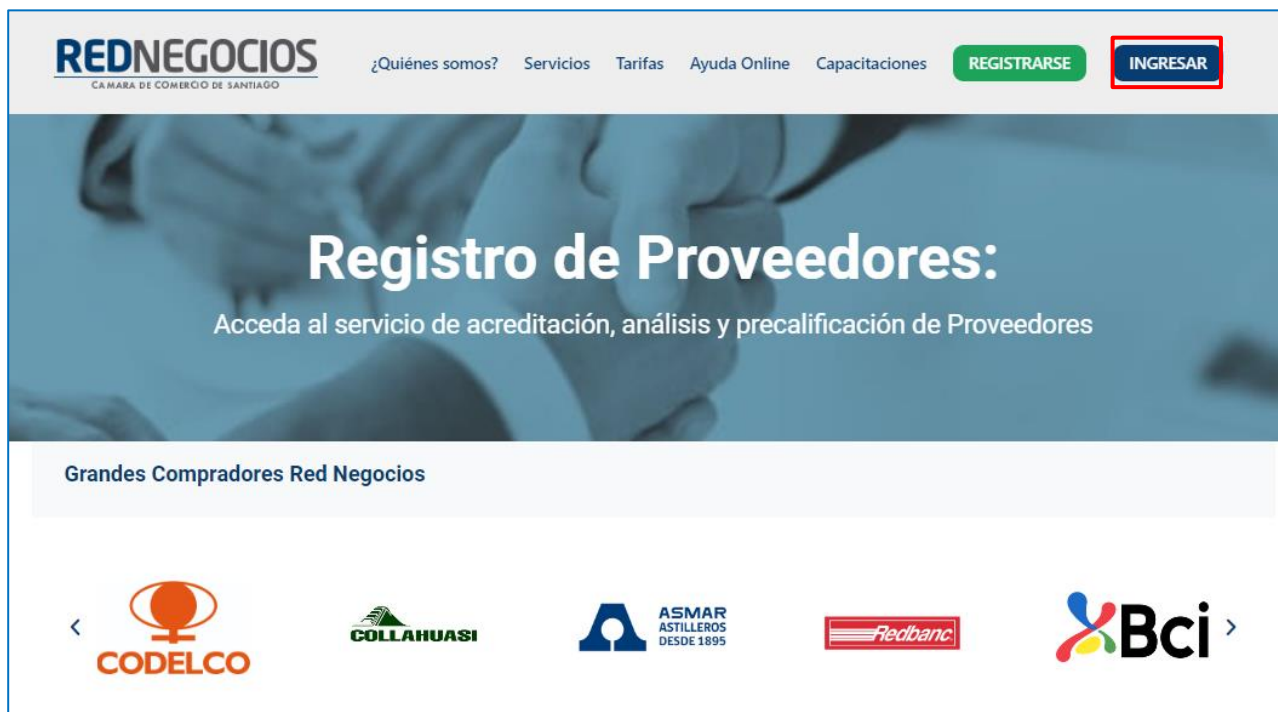 REDNEGOCIOS
CAMARA DE COMERCIO DE SANTIAGO
¿Quiénes somos? Servicios Tarifas Ayuda Online Capacitaciones REGISTRARSE INGRESAR
Registro de Proveedores:
Acceda al servicio de acreditación, análisis y precalificación de Proveedores
Grandes Compradores Red Negocios
CODELCO
COLLAHUASI
ASMAR
ASTILLEROS
DESDE 1895
Redbanc
Bci